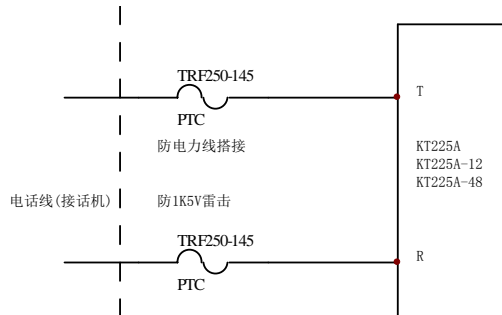 TRF250-145
T
PTC
防电力线搭接
KT225A
KT225A-12
KT225A-48
电话线(接话机)
防1K5V雷击
TRF250-145
R
PTC